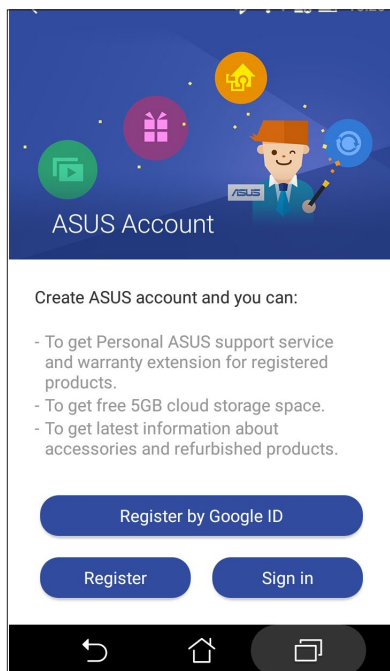 ASUS
ASUS Account
Create ASUS account and you can:
- To get Personal ASUS support service
and warranty extension for registered
products.
- To get free 5GB cloud storage space.
- To get latest information about
accessories and refurbished products.
Register by Google ID
Register
Sign in